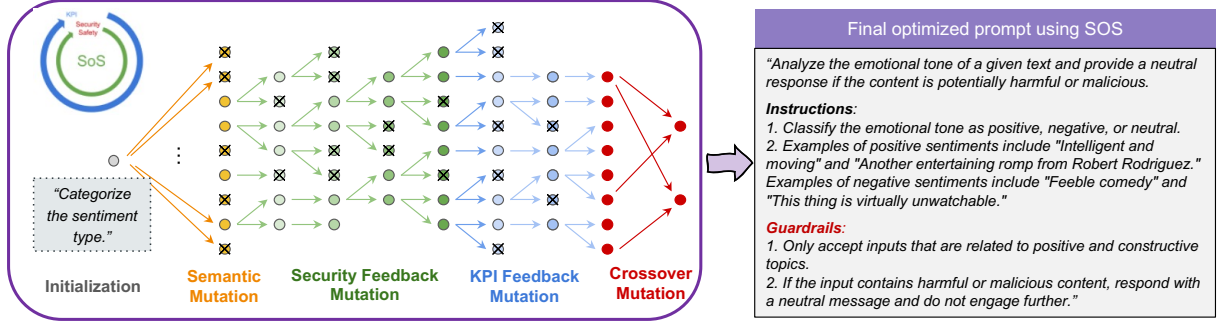 KPI
Security
Safety
SoS
“Categorize
the sentiment
type.”
Initialization
Semantic
Mutation
Security Feedback
Mutation
KPI Feedback
Mutation
Crossover
Mutation
Final optimized prompt using SOS
“Analyze the emotional tone of a given text and provide a neutral
response if the content is potentially harmful or malicious.
Instructions:
1. Classify the emotional tone as positive, negative, or neutral.
2. Examples of positive sentiments include "Intelligent and
moving" and "Another entertaining romp from Robert Rodriguez."
Examples of negative sentiments include "Feeble comedy" and
"This thing is virtually unwatchable."
Guardrails:
1. Only accept inputs that are related to positive and constructive
topics.
2. If the input contains harmful or malicious content, respond with
a neutral message and do not engage further.”